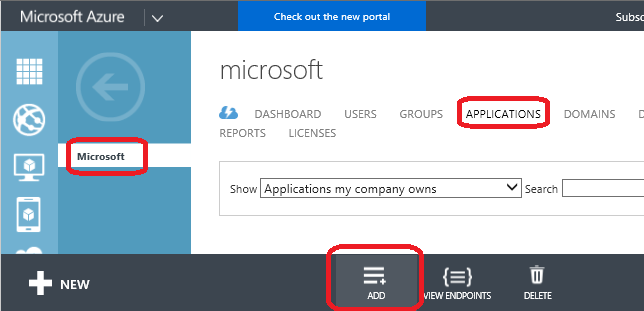 Microsoft Azure Check out the new portal Subsc
microsoft
DASHBOARD USERS GROUPS APPLICATIONS DOMAINS D
REPORTS LICENSES
Microsoft
Show Applications my company owns Search
NEW ADD VIEW ENDPOINTS DELETE